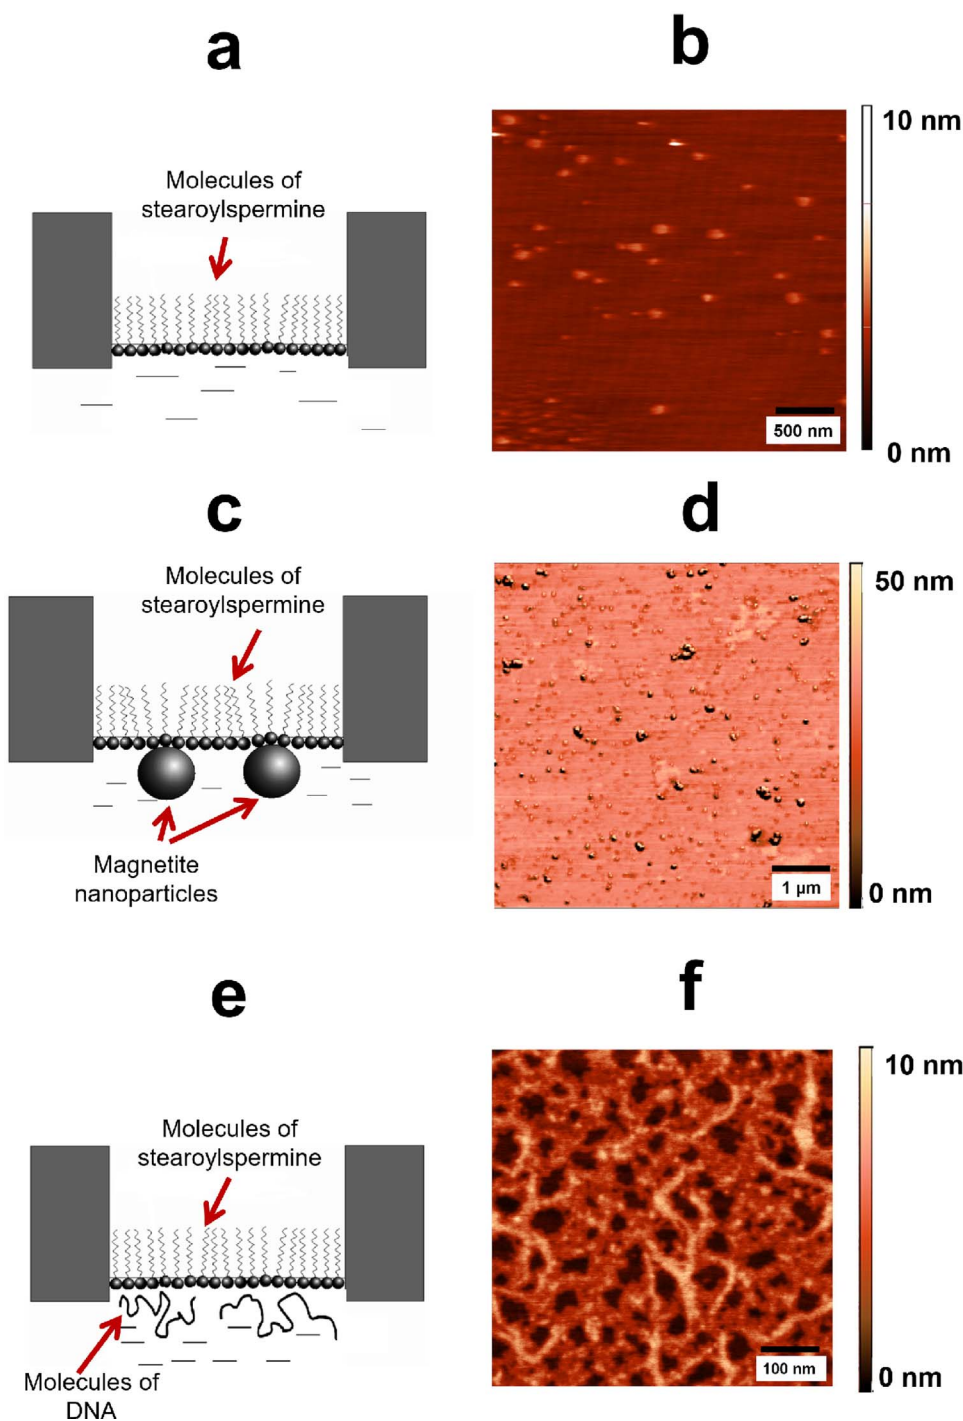 a
b
Molecules of
stearoylspermine
10 nm
500 nm
0 nm
c
d
Molecules of
stearoylspermine
50 nm
Magnetite
nanoparticles
1 µm
0 nm
e
f
Molecules of
stearoylspermine
10 nm
Molecules of
DNA
100 nm
0 nm